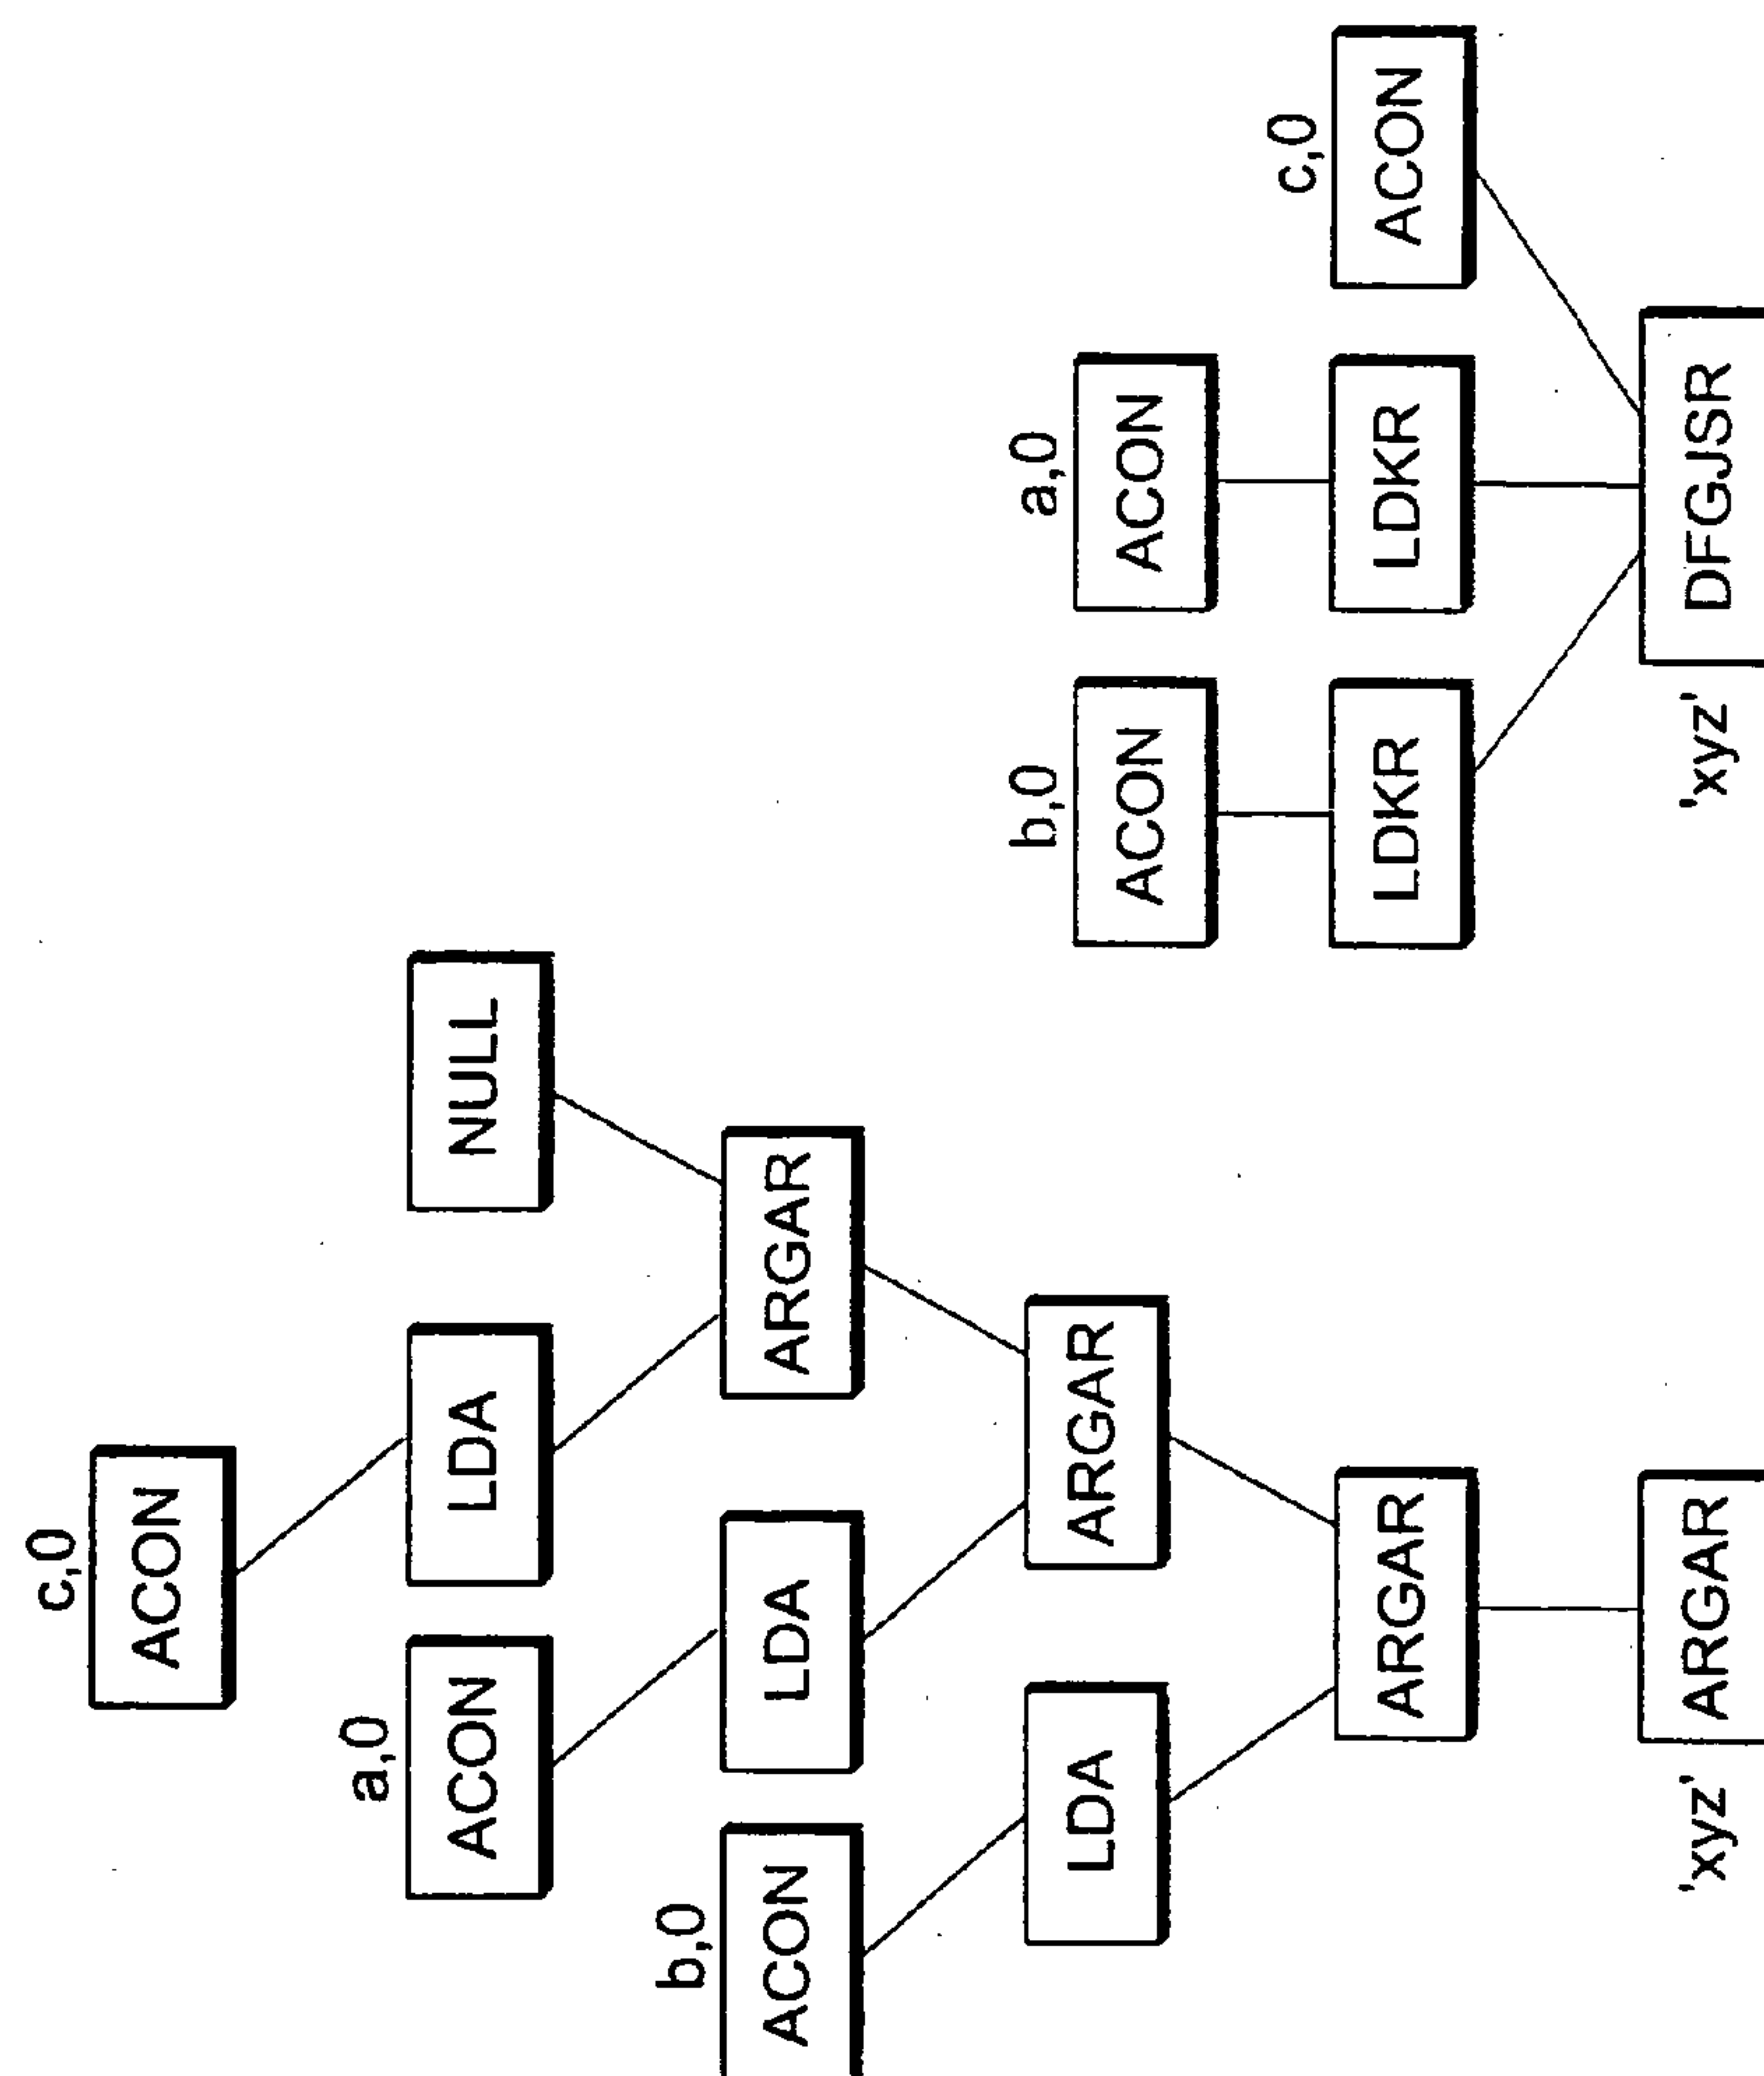 c,0
ACON
a,0
ACON LDA NULL
b,0
ACON LDA ARGAR
LDA ARGAR
ARGAR
'xyz' ARGAR
b,0 a,0
ACON ACON
c,0
LDKR LDKR ACON
'xyz' DFGJSR